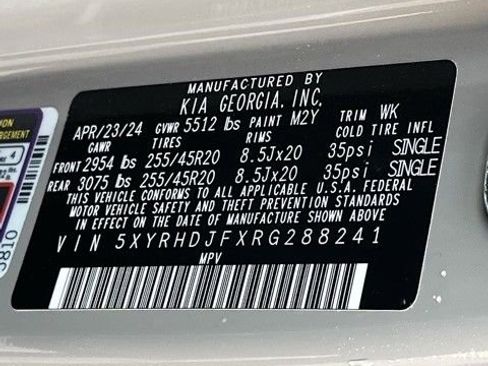 MANUFACTURED BY
KIA GEORGIA, INC.
APR/23/24 GVWR 5512 lbs PAINT M2Y TRIM WK
GAWR TIRES RIMS COLD TIRE INFL
FRONT 2954 lbs 255/45R20 8.5Jx20 35psi SINGLE
REAR 3075 lbs 255/45R20 8.5Jx20 35psi SINGLE
THIS VEHICLE CONFORMS TO ALL APPLICABLE U.S.A. FEDERAL
MOTOR VEHICLE SAFETY AND THEFT PREVENTION STANDARDS
IN EFFECT ON THE DATE OF MANUFACTURE SHOWN ABOVE
VIN 5XYRHDJFXRG288241
MPV
4
3810